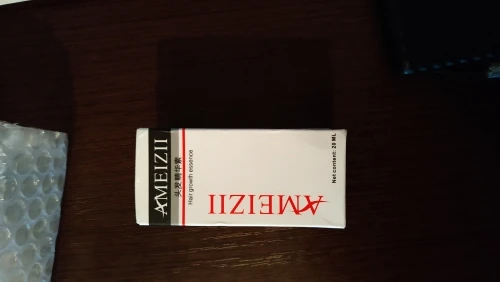 AMEIZII
头发精华素
Hair growth essence
AMEIZII
Net content: 20 ML